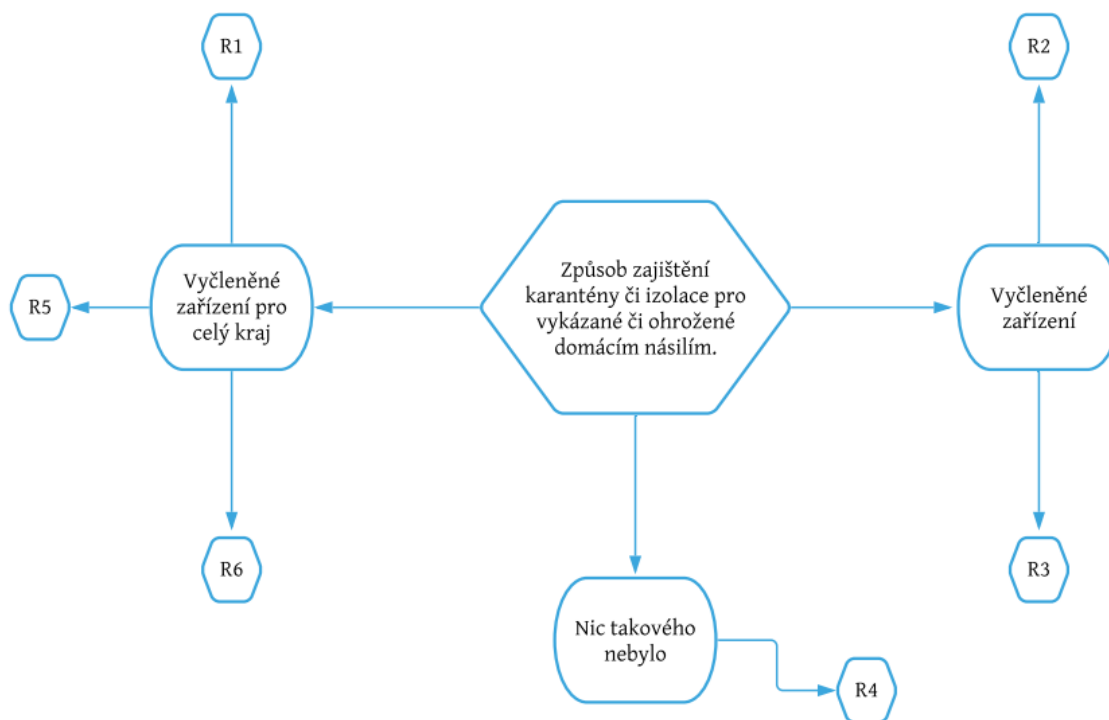 R1
R2
Způsob zajištění
karantény či izolace pro
vykázané či ohrožené
domácím násilím.
Vyčleněné
zařízení pro
celý kraj
R5
Vyčleněné
zařízení
R6
R3
Nic takového
nebylo
R4